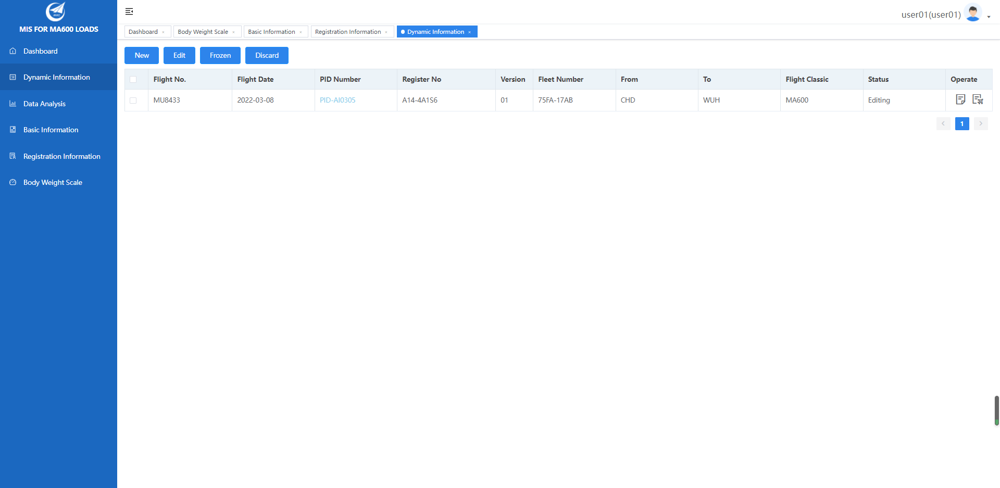 AVIC
MIS FOR MA600 LOADS
Dashboard
Dynamic Information
Data Analysis
Basic Information
Registration Information
Body Weight Scale
user01(user01)
Dashboard × Body Weight Scale × Basic Information × Registration Information × Dynamic Information ×
New Edit Frozen Discard
Flight No. Flight Date PID Number Register No Version Fleet Number From To Flight Classic Status Operate
MU8433 2022-03-08 PID-AI0305 A14-4A1S6 01 75FA-17AB CHD WUH MA600 Editing
1